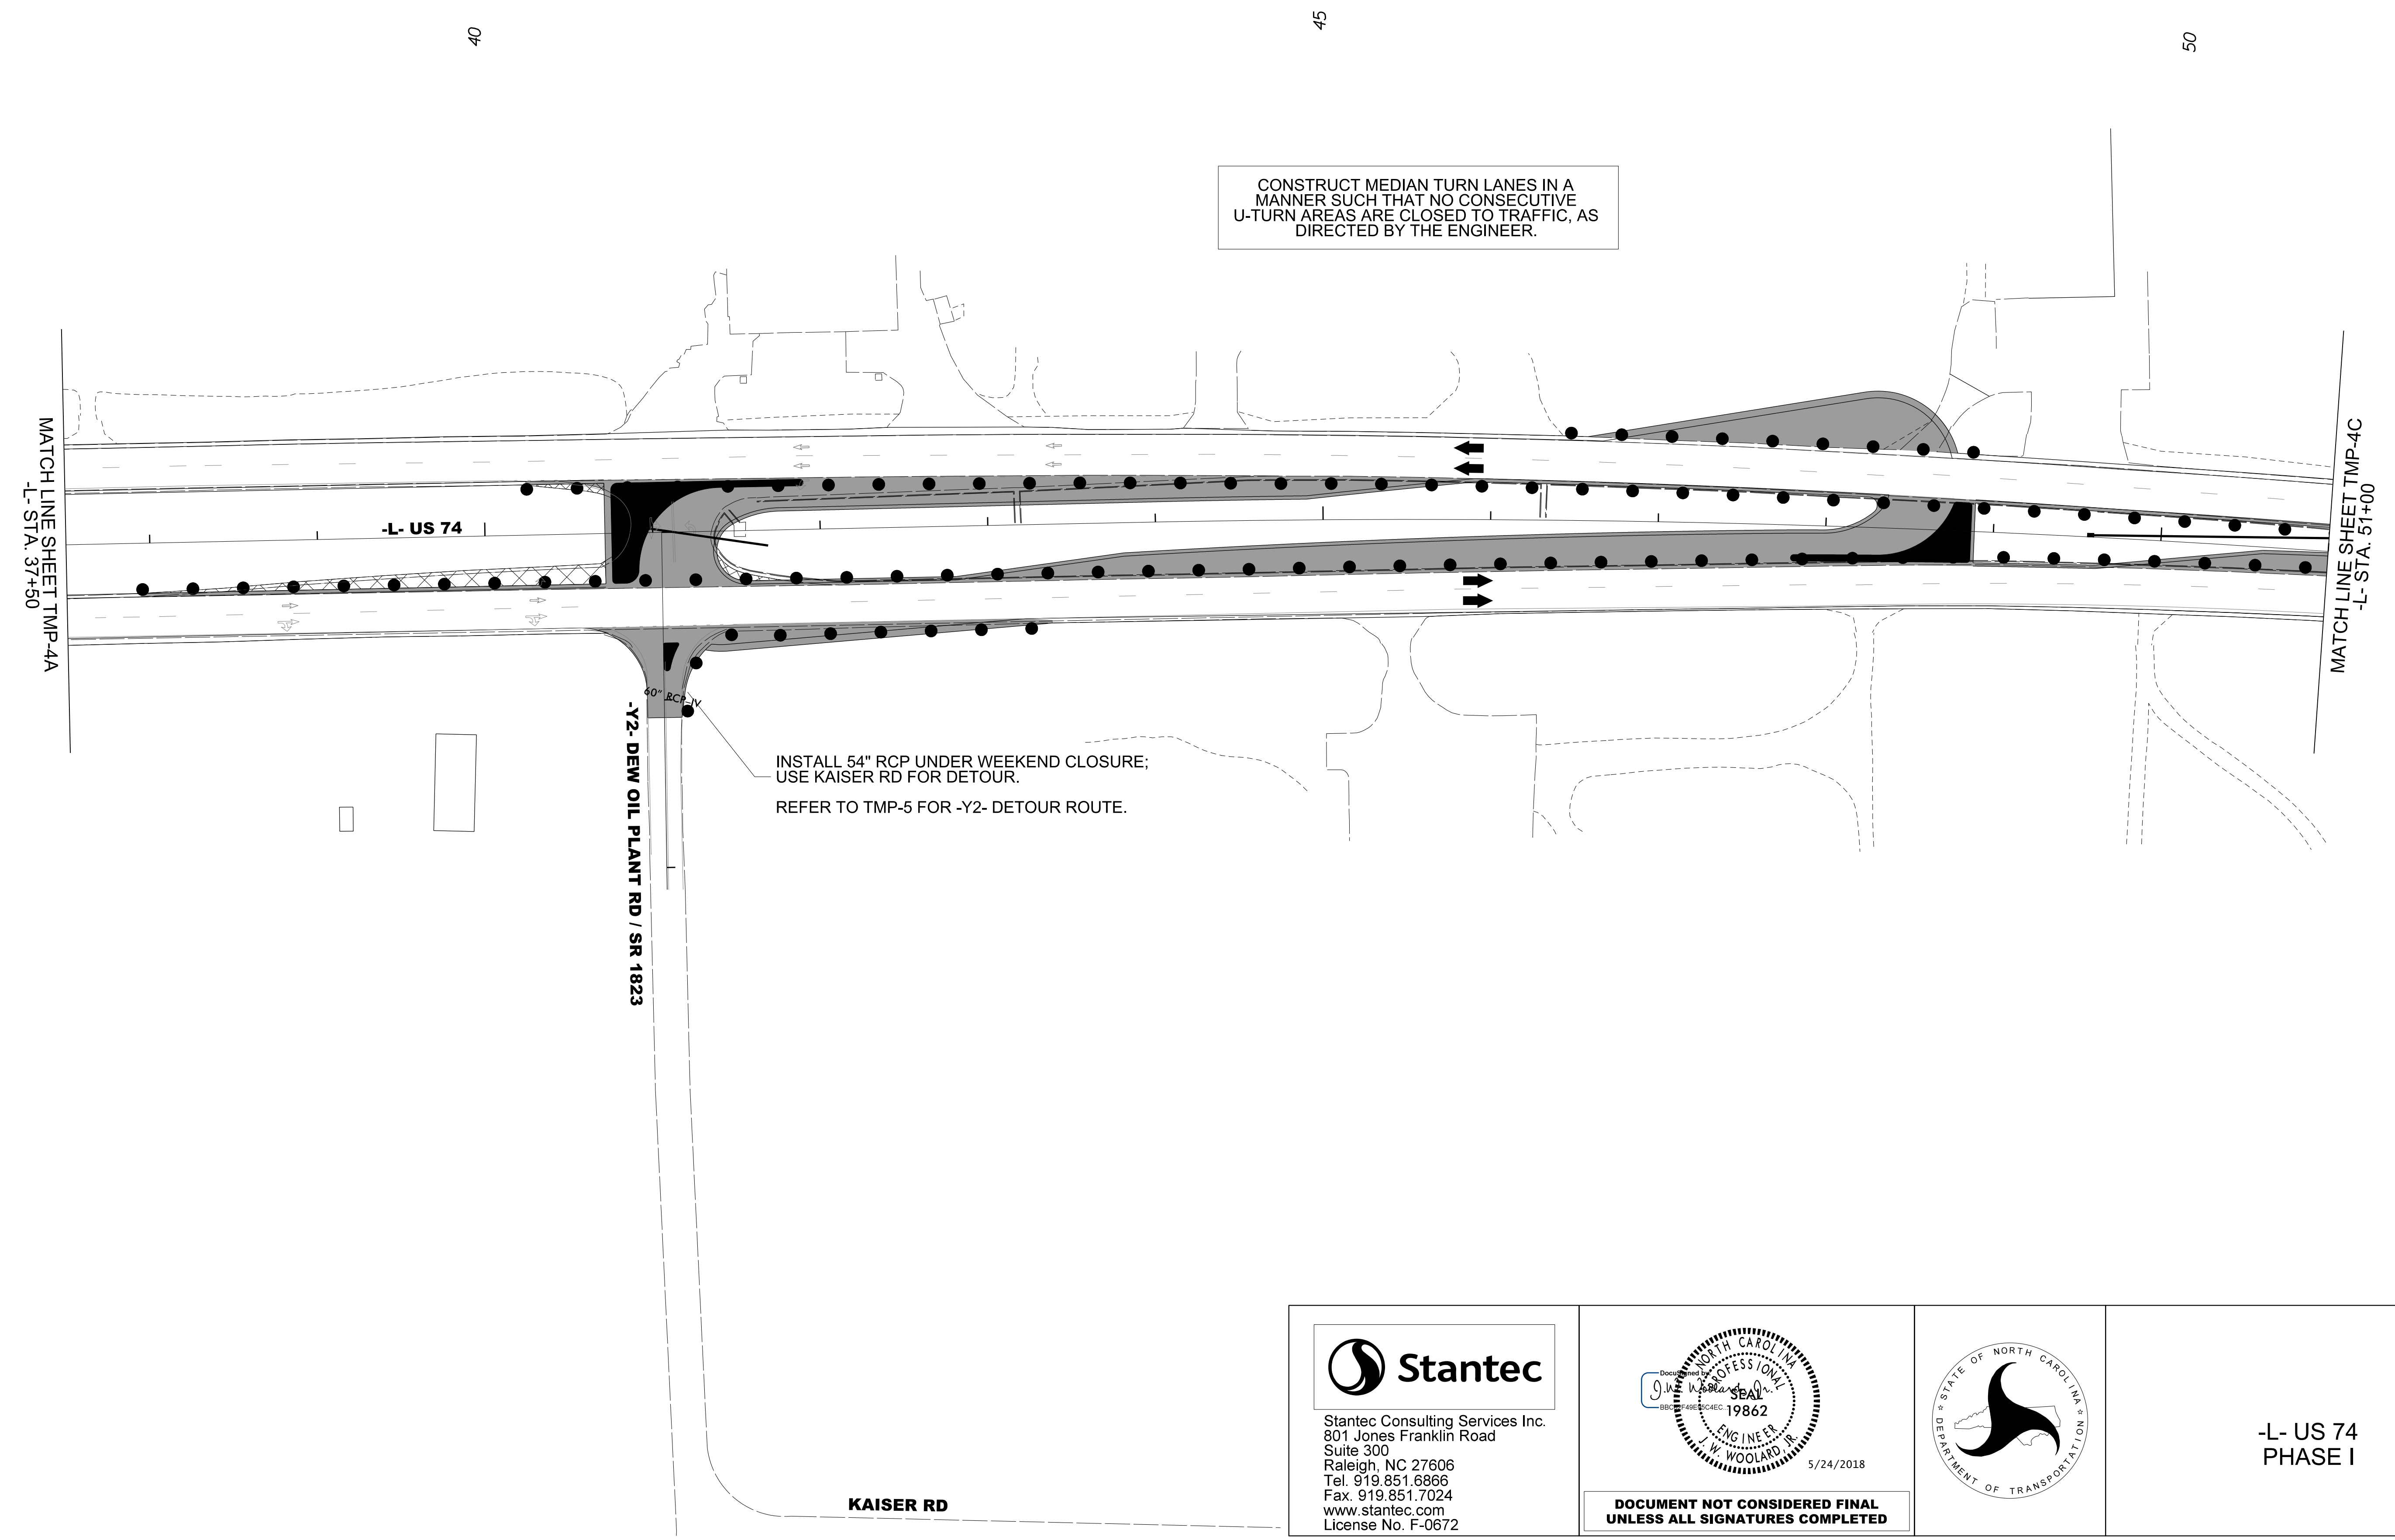 40
45
50
CONSTRUCT MEDIAN TURN LANES IN A
MANNER SUCH THAT NO CONSECUTIVE
U-TURN AREAS ARE CLOSED TO TRAFFIC, AS
DIRECTED BY THE ENGINEER.
MATCH LINE SHEET TMP-4A
-L- STA. 37+50
-L- US 74
MATCH LINE SHEET TMP-4C
-L- STA. 51+00
60" RCP-IV
INSTALL 54" RCP UNDER WEEKEND CLOSURE;
USE KAISER RD FOR DETOUR.
REFER TO TMP-5 FOR -Y2- DETOUR ROUTE.
-Y2- DEW OIL PLANT RD / SR 1823
KAISER RD
Stantec
Stantec Consulting Services Inc.
801 Jones Franklin Road
Suite 300
Raleigh, NC 27606
Tel. 919.851.6866
Fax. 919.851.7024
www.stantec.com
License No. F-0672
NORTH CAROLINA
PROFESSIONAL
SEAL
19862
ENGINEER
J. W. WOOLARD, JR.
5/24/2018
DOCUMENT NOT CONSIDERED FINAL
UNLESS ALL SIGNATURES COMPLETED
STATE OF NORTH CAROLINA
DEPARTMENT OF TRANSPORTATION
-L- US 74
PHASE I